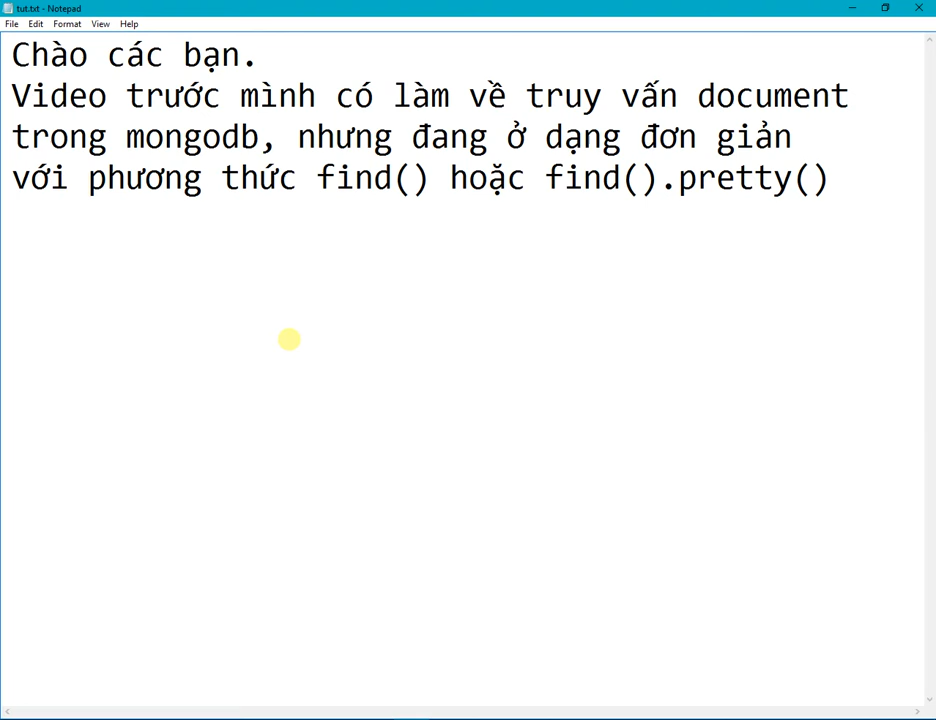 tut.txt - Notepad
File Edit Format View Help
Chào các bạn.
Video trước mình có làm về truy vấn document
trong mongodb, nhưng đang ở dạng đơn giản
với phương thức find() hoặc find().pretty()